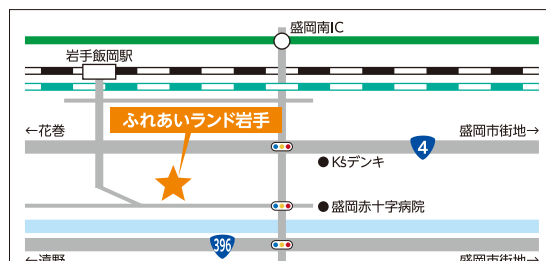 盛岡南IC
岩手飯岡駅
ふれあいランド岩手
←花巻
盛岡市街地→
4
K'sデンキ
盛岡赤十字病院
396
←遠野
盛岡市街地→